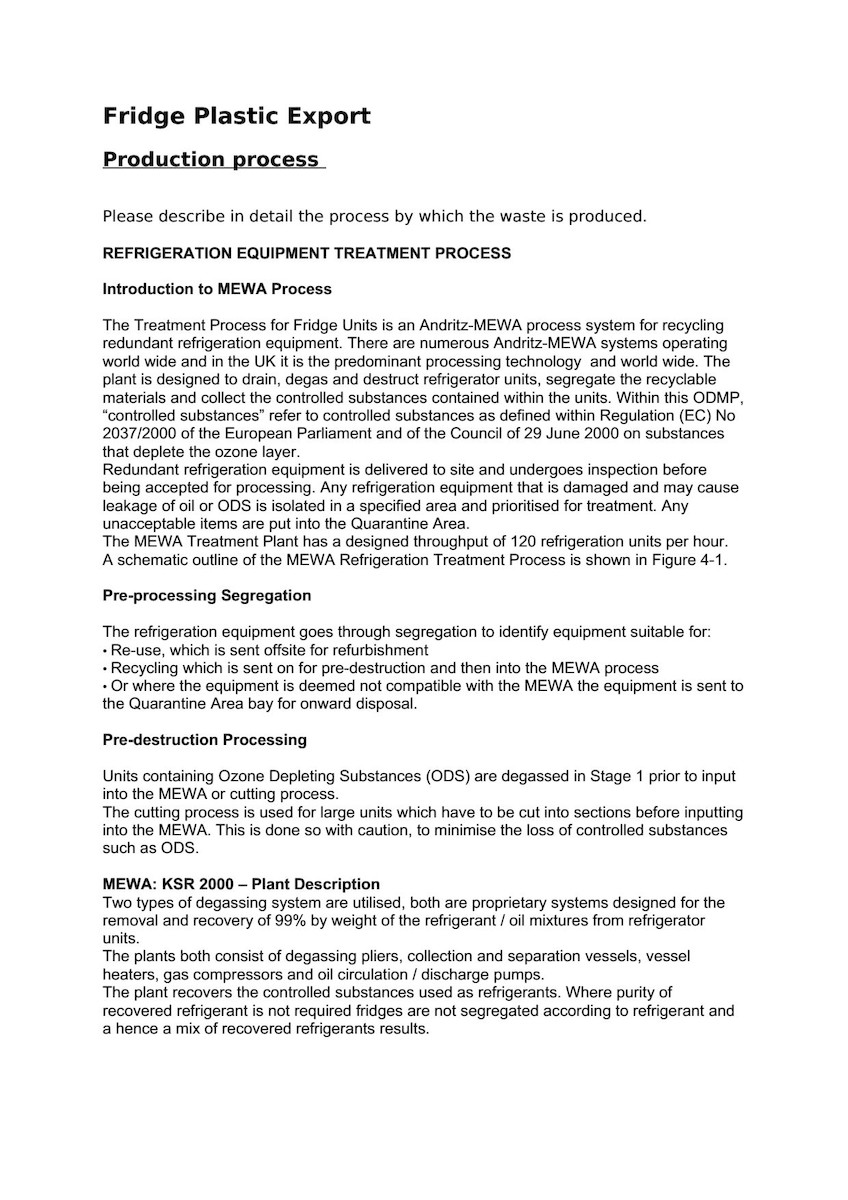 Fridge Plastic Export
Production process
Please describe in detail the process by which the waste is produced.
REFRIGERATION EQUIPMENT TREATMENT PROCESS
Introduction to MEWA Process
The Treatment Process for Fridge Units is an Andritz-MEWA process system for recycling
redundant refrigeration equipment. There are numerous Andritz-MEWA systems operating
world wide and in the UK it is the predominant processing technology  and world wide. The
plant is designed to drain, degas and destruct refrigerator units, segregate the recyclable
materials and collect the controlled substances contained within the units. Within this ODMP,
“controlled substances” refer to controlled substances as defined within Regulation (EC) No
2037/2000 of the European Parliament and of the Council of 29 June 2000 on substances
that deplete the ozone layer.
Redundant refrigeration equipment is delivered to site and undergoes inspection before
being accepted for processing. Any refrigeration equipment that is damaged and may cause
leakage of oil or ODS is isolated in a specified area and prioritised for treatment. Any
unacceptable items are put into the Quarantine Area.
The MEWA Treatment Plant has a designed throughput of 120 refrigeration units per hour.
A schematic outline of the MEWA Refrigeration Treatment Process is shown in Figure 4-1.
Pre-processing Segregation
The refrigeration equipment goes through segregation to identify equipment suitable for:
• Re-use, which is sent offsite for refurbishment
• Recycling which is sent on for pre-destruction and then into the MEWA process
• Or where the equipment is deemed not compatible with the MEWA the equipment is sent to
the Quarantine Area bay for onward disposal.
Pre-destruction Processing
Units containing Ozone Depleting Substances (ODS) are degassed in Stage 1 prior to input
into the MEWA or cutting process.
The cutting process is used for large units which have to be cut into sections before inputting
into the MEWA. This is done so with caution, to minimise the loss of controlled substances
such as ODS.
MEWA: KSR 2000 – Plant Description
Two types of degassing system are utilised, both are proprietary systems designed for the
removal and recovery of 99% by weight of the refrigerant / oil mixtures from refrigerator
units.
The plants both consist of degassing pliers, collection and separation vessels, vessel
heaters, gas compressors and oil circulation / discharge pumps.
The plant recovers the controlled substances used as refrigerants. Where purity of
recovered refrigerant is not required fridges are not segregated according to refrigerant and
a hence a mix of recovered refrigerants results.